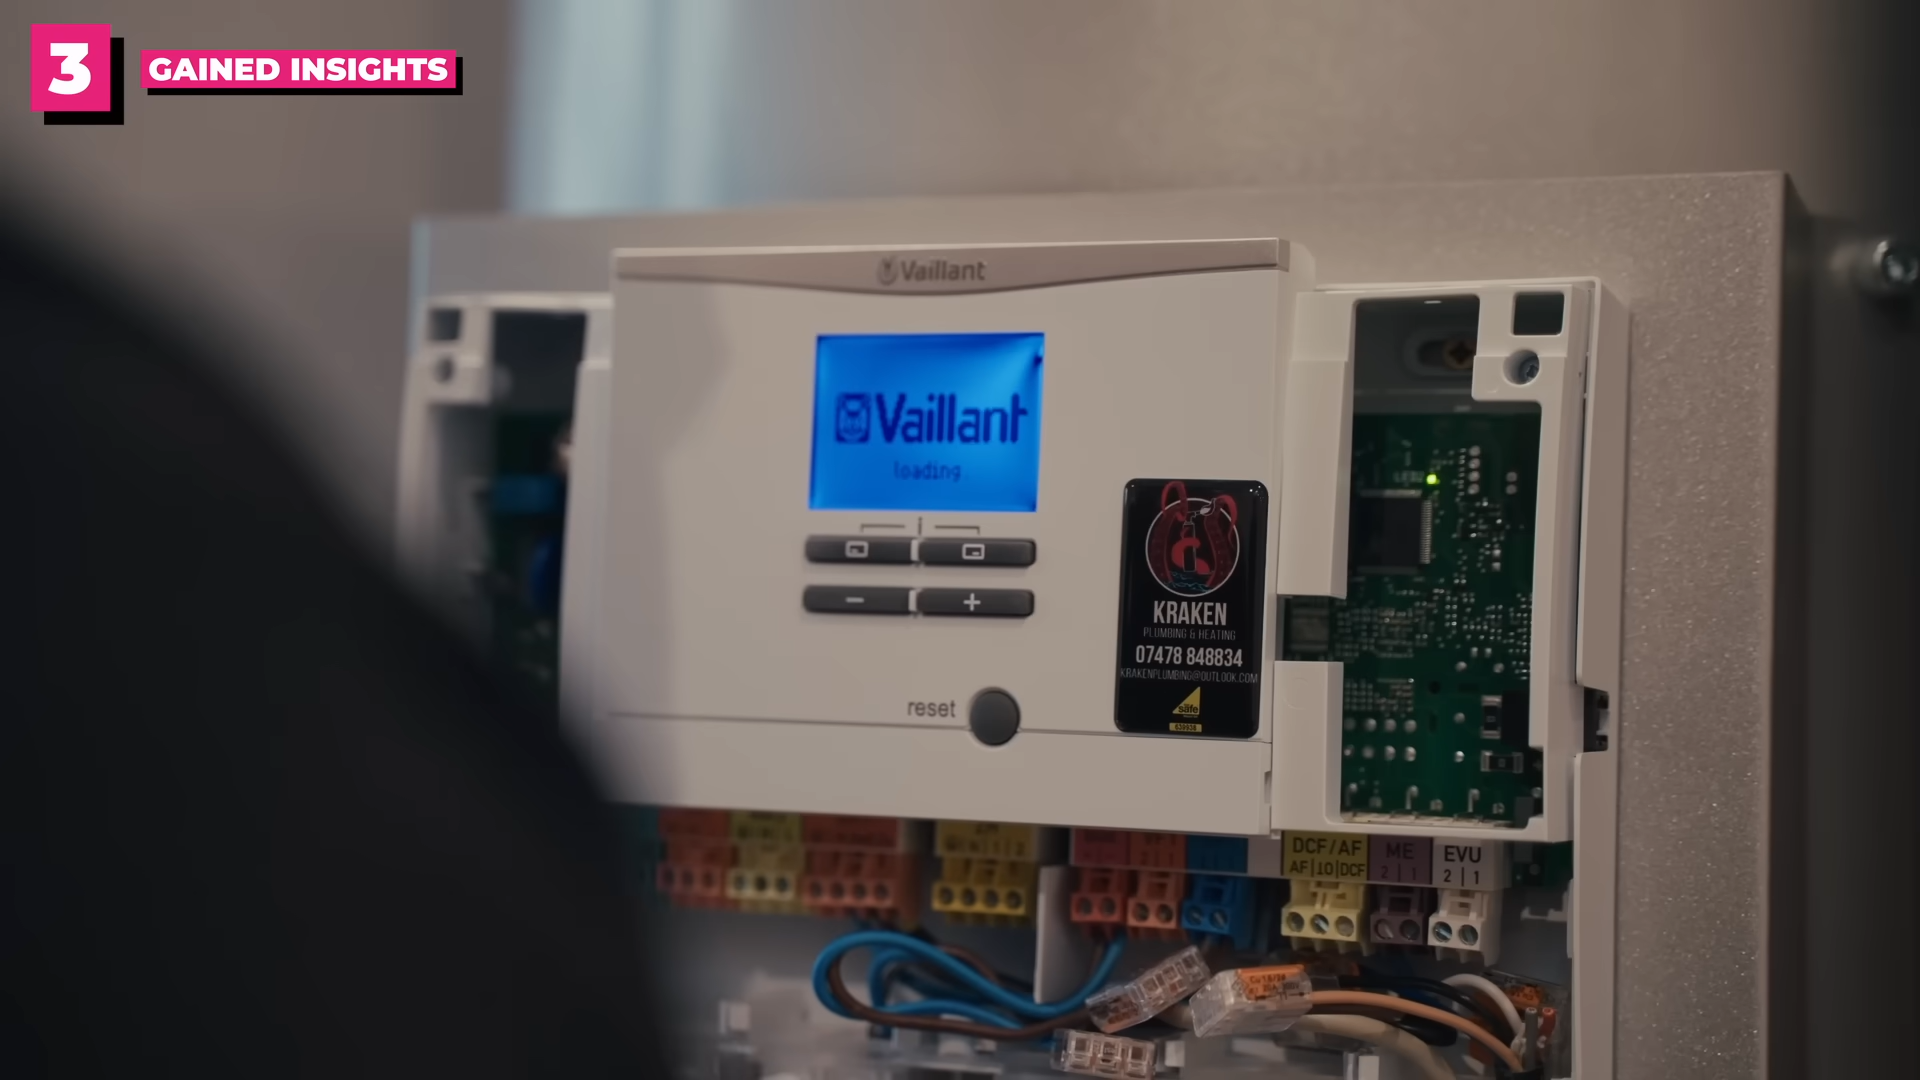 3
GAINED INSIGHTS
Vaillant
Vaillant
loading
reset
KRAKEN
PLUMBING & HEATING
07478 848834
KRAKENPLUMBING@OUTLOOK.COM
safe
DCF/AF
AF|10|DCF
ME
2|1
EVU
2|1